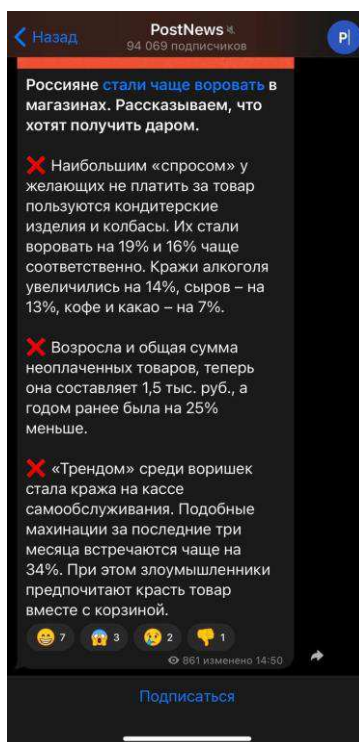 Назад
PostNews
94 069 подписчиков
P|
Россияне стали чаще воровать в
магазинах. Рассказываем, что
хотят получить даром.
❌ Наибольшим «спросом» у
желающих не платить за товар
пользуются кондитерские
изделия и колбасы. Их стали
воровать на 19% и 16% чаще
соответственно. Кражи алкоголя
увеличились на 14%, сыров – на
13%, кофе и какао – на 7%.
❌ Возросла и общая сумма
неоплаченных товаров, теперь
она составляет 1,5 тыс. руб., а
годом ранее была на 25%
меньше.
❌ «Трендом» среди воришек
стала кража на кассе
самообслуживания. Подобные
махинации за последние три
месяца встречаются чаще на
34%. При этом злоумышленники
предпочитают красть товар
вместе с корзиной.
😁 7 😱 3 😢 2 👎 1
861 изменено 14:50
Подписаться